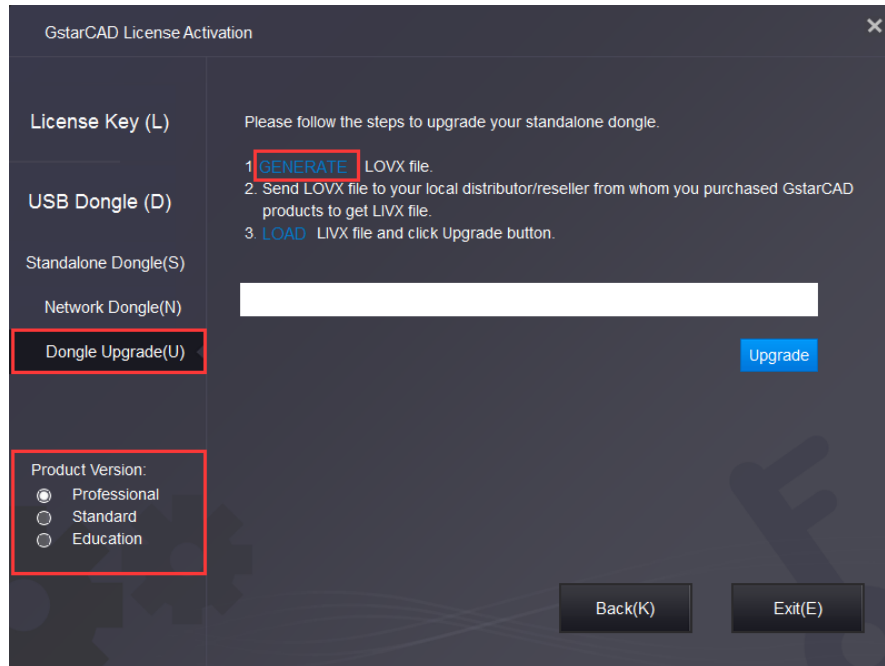 GstarCAD License Activation
License Key (L)
USB Dongle (D)
Standalone Dongle(S)
Network Dongle(N)
Dongle Upgrade(U)
Product Version:
Professional
Standard
Education
Please follow the steps to upgrade your standalone dongle.
1 GENERATE LOVX file.
2. Send LOVX file to your local distributor/reseller from whom you purchased GstarCAD
products to get LIVX file.
3. LOAD LIVX file and click Upgrade button.
Upgrade
Back(K)
Exit(E)